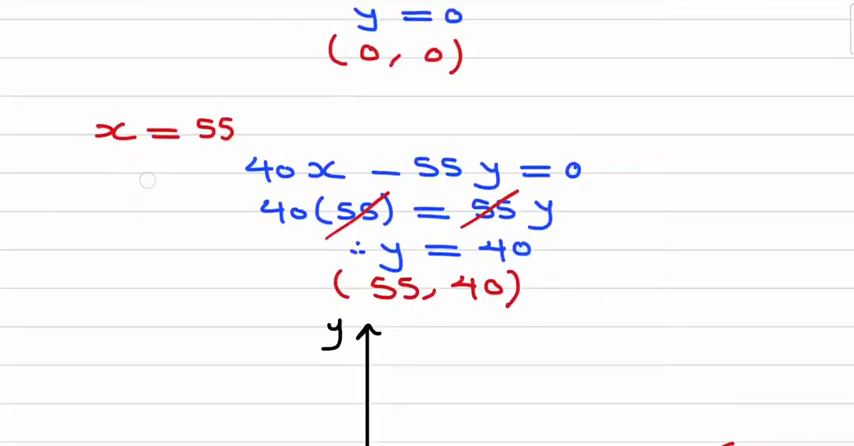 y = 0
(0, 0)
x = 55
40x - 55y = 0
40(55) = 55y
∴ y = 40
(55, 40)
y